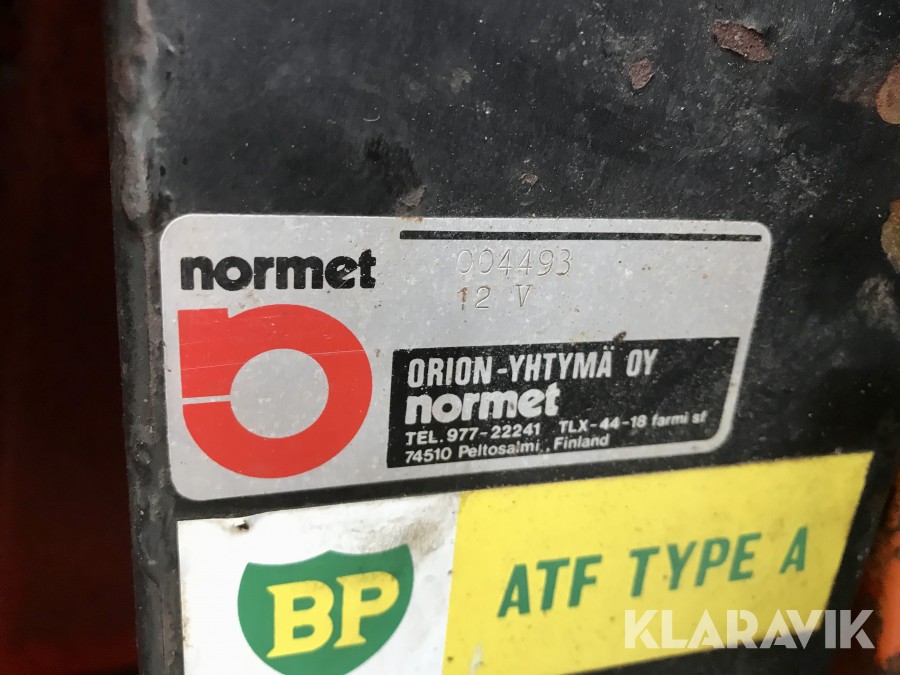 normet
004493
12 V
ORION-YHTYMÄ OY
normet
TEL. 977-22241 TLX-44-18 farmi sf
74510 Peltosalmi, Finland
BP
ATF TYPE A
KLARAVIK